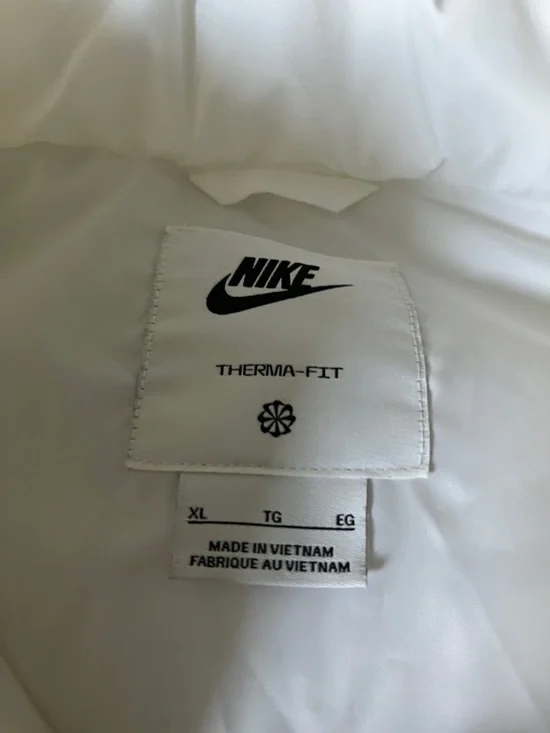 NIKE
THERMA-FIT
XL TG EG
MADE IN VIETNAM
FABRIQUE AU VIETNAM